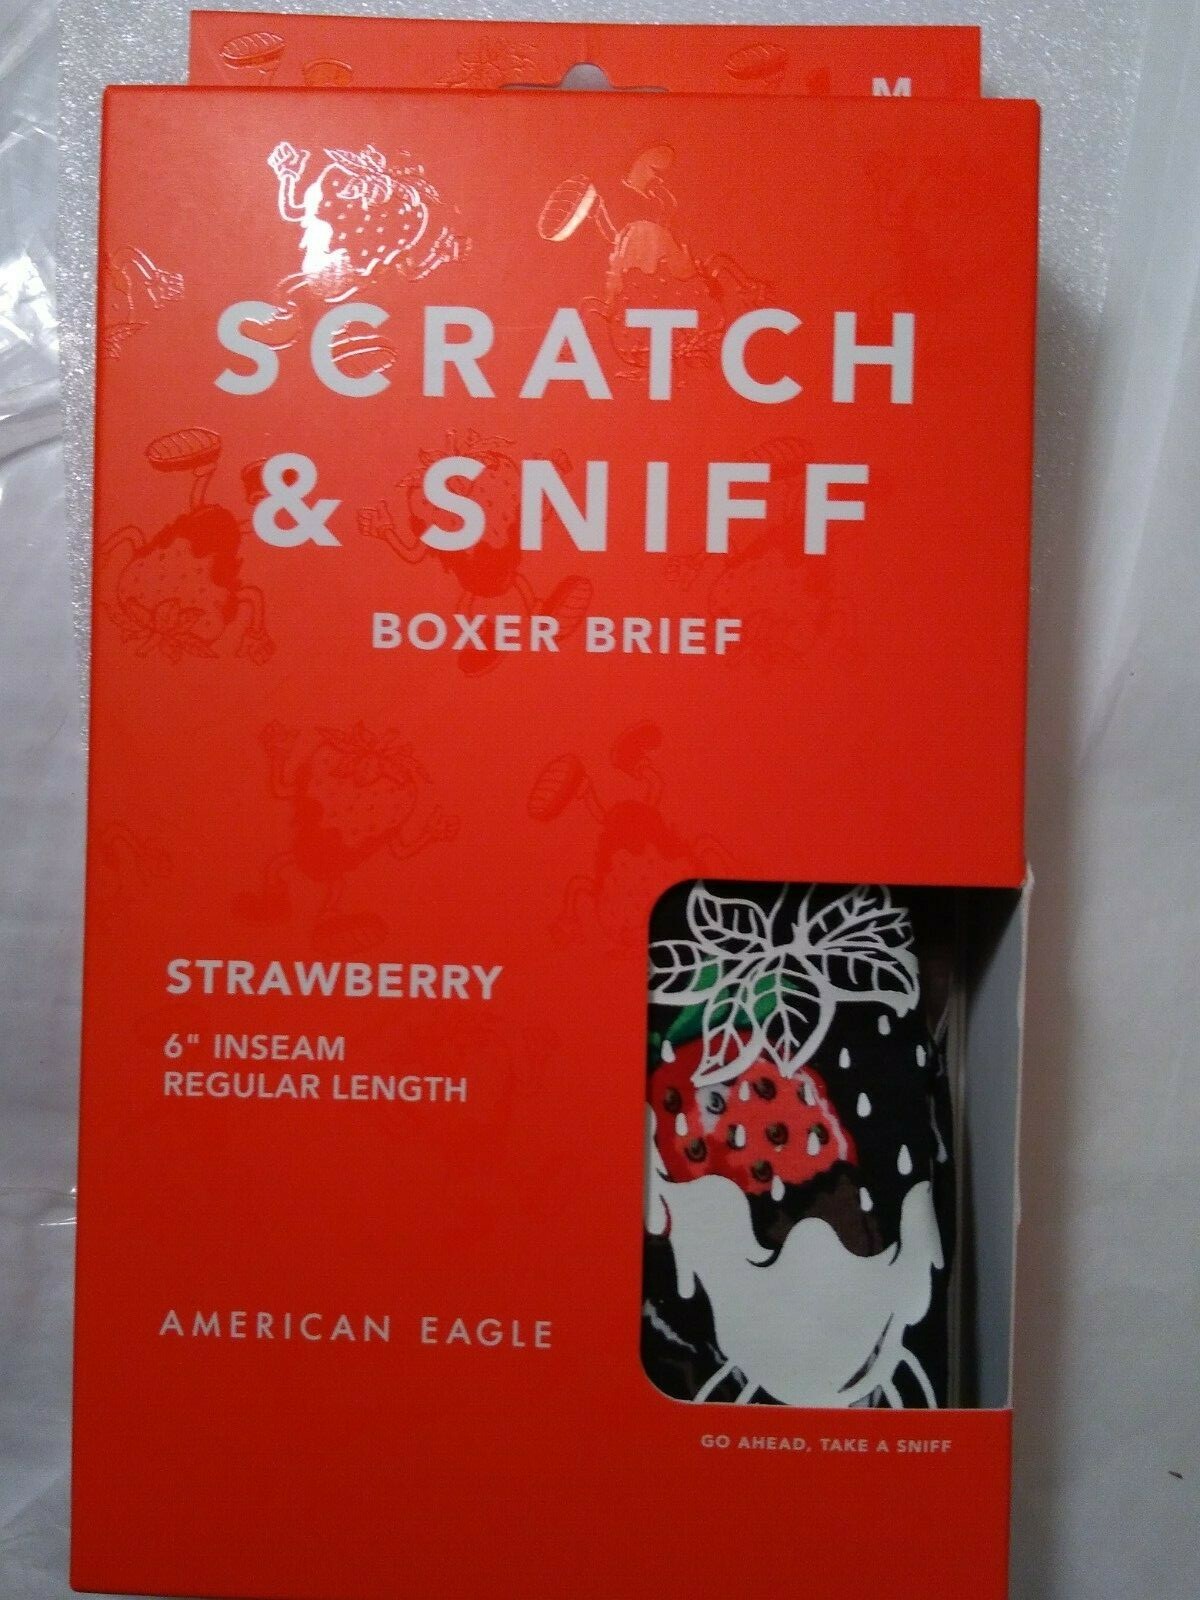 M
SCRATCH
& SNIFF
BOXER BRIEF
STRAWBERRY
6" INSEAM
REGULAR LENGTH
AMERICAN EAGLE
GO AHEAD, TAKE A SNIFF